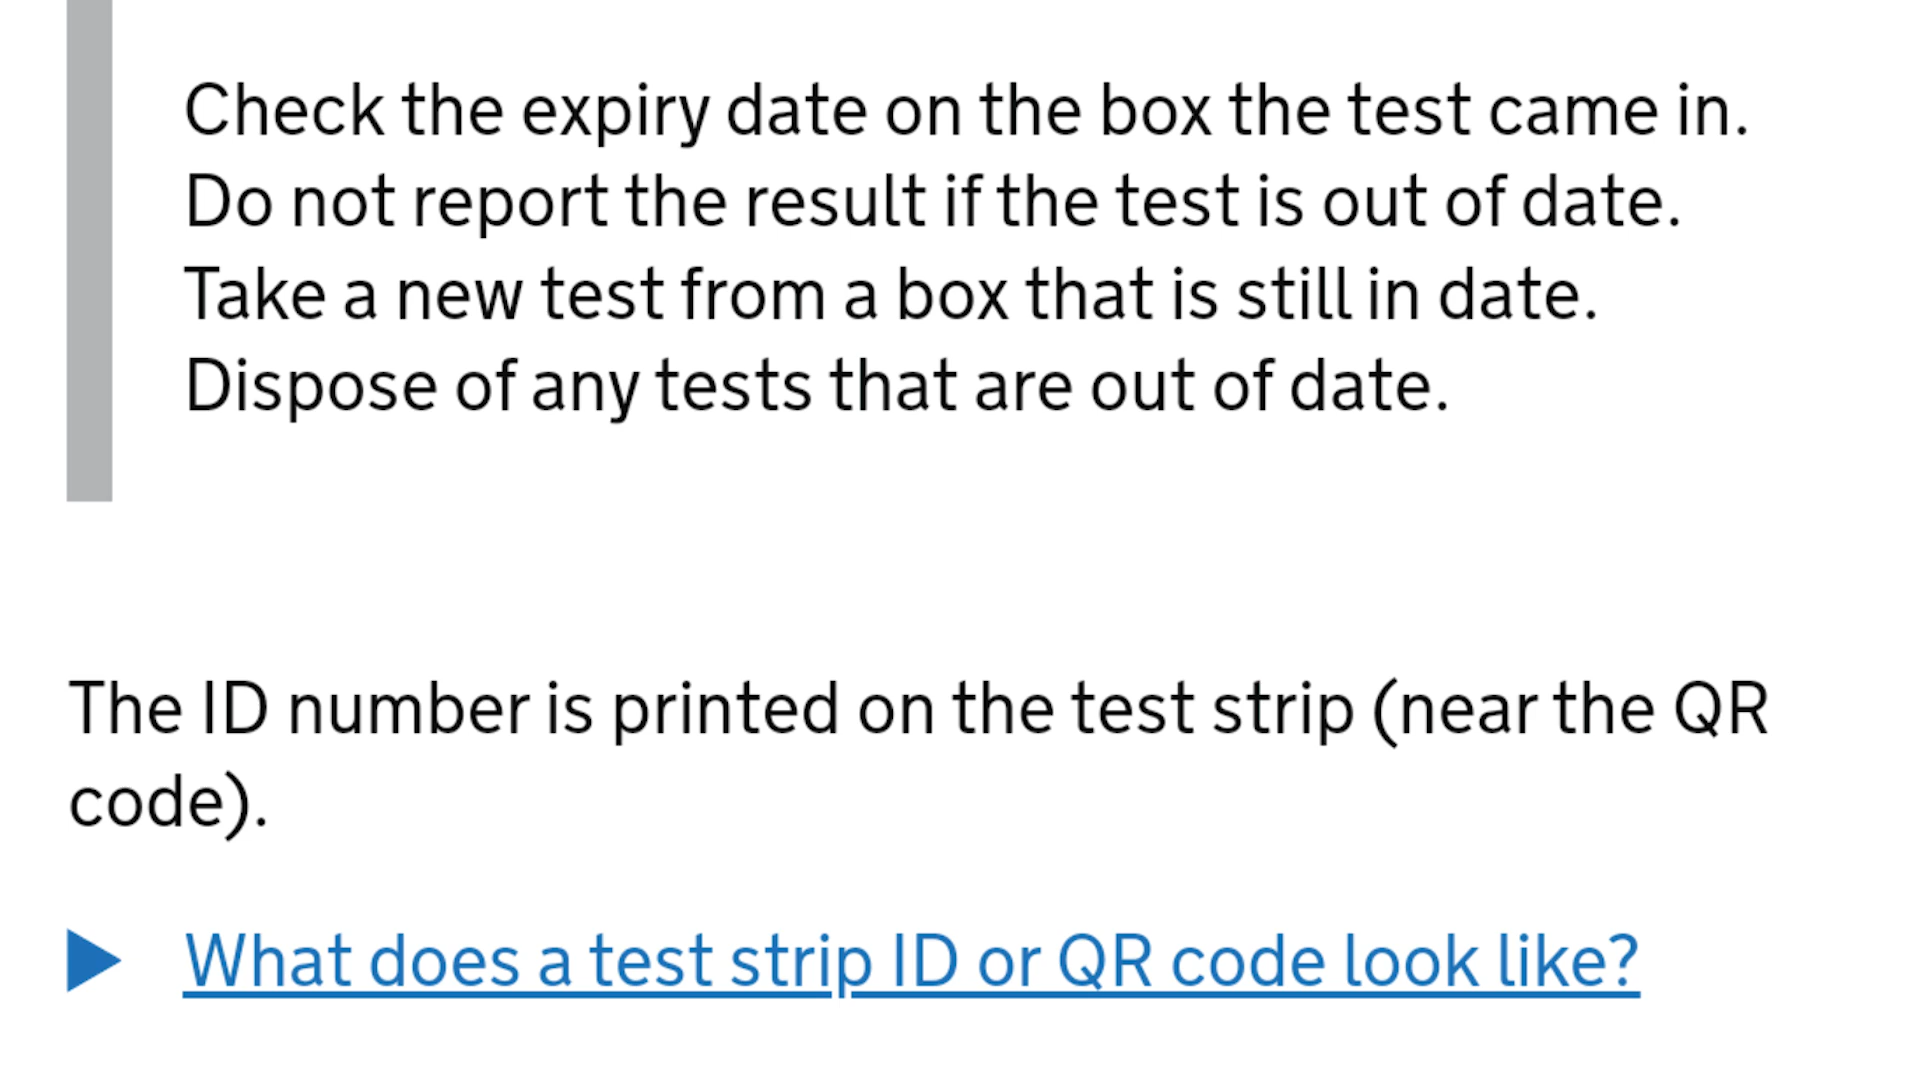 Check the expiry date on the box the test came in.
Do not report the result if the test is out of date.
Take a new test from a box that is still in date.
Dispose of any tests that are out of date.
The ID number is printed on the test strip (near the QR
code).
What does a test strip ID or QR code look like?